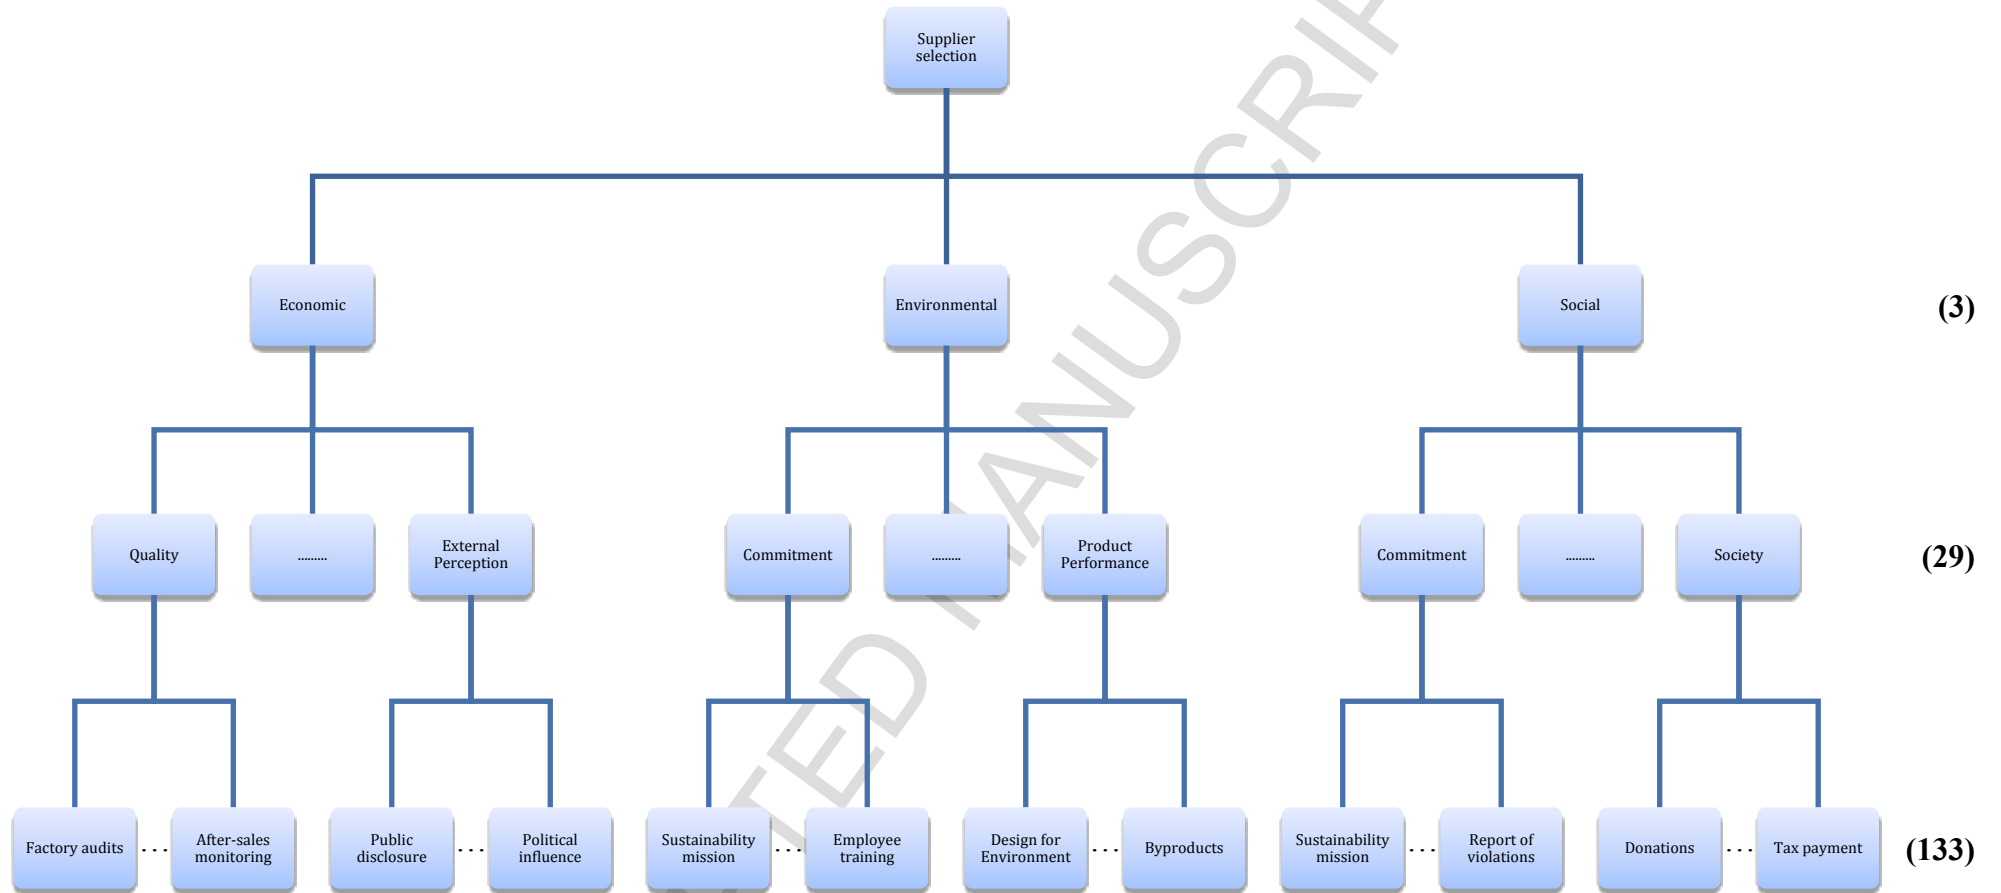 Supplier
selection
Economic
Environmental
Social
(3)
Quality
.........
External
Perception
Commitment
.........
Product
Performance
Commitment
.........
Society
(29)
Factory audits
...
After-sales
monitoring
Public
disclosure
...
Political
influence
Sustainability
mission
...
Employee
training
Design for
Environment
...
Byproducts
Sustainability
mission
...
Report of
violations
Donations
...
Tax payment
(133)
TED MANUSCRIP